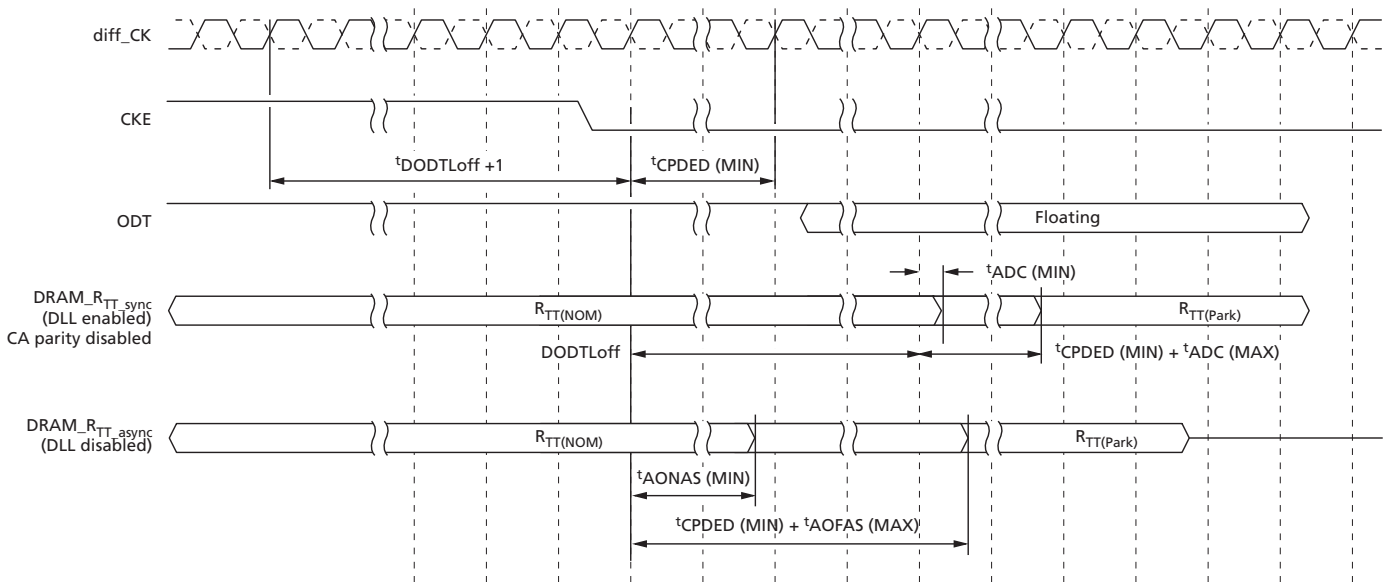 diff_CK
CKE
tDODTLoff +1
tCPDED (MIN)
ODT
Floating
tADC (MIN)
DRAM_RTT_sync
(DLL enabled)
CA parity disabled
RTT(NOM)
RTT(Park)
DODTLoff
tCPDED (MIN) + tADC (MAX)
DRAM_RTT_async
(DLL disabled)
RTT(NOM)
RTT(Park)
tAONAS (MIN)
tCPDED (MIN) + tAOFAS (MAX)